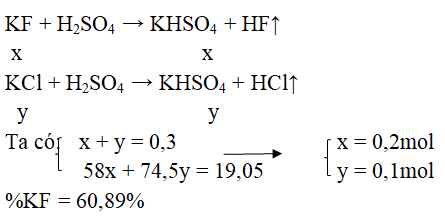 KF + H₂SO₄ → KHSO₄ + HF↑
x x
KCl + H₂SO₄ → KHSO₄ + HCl↑
y y
Ta có x + y = 0,3 → x = 0,2mol
58x + 74,5y = 19,05 y = 0,1mol
%KF = 60,89%